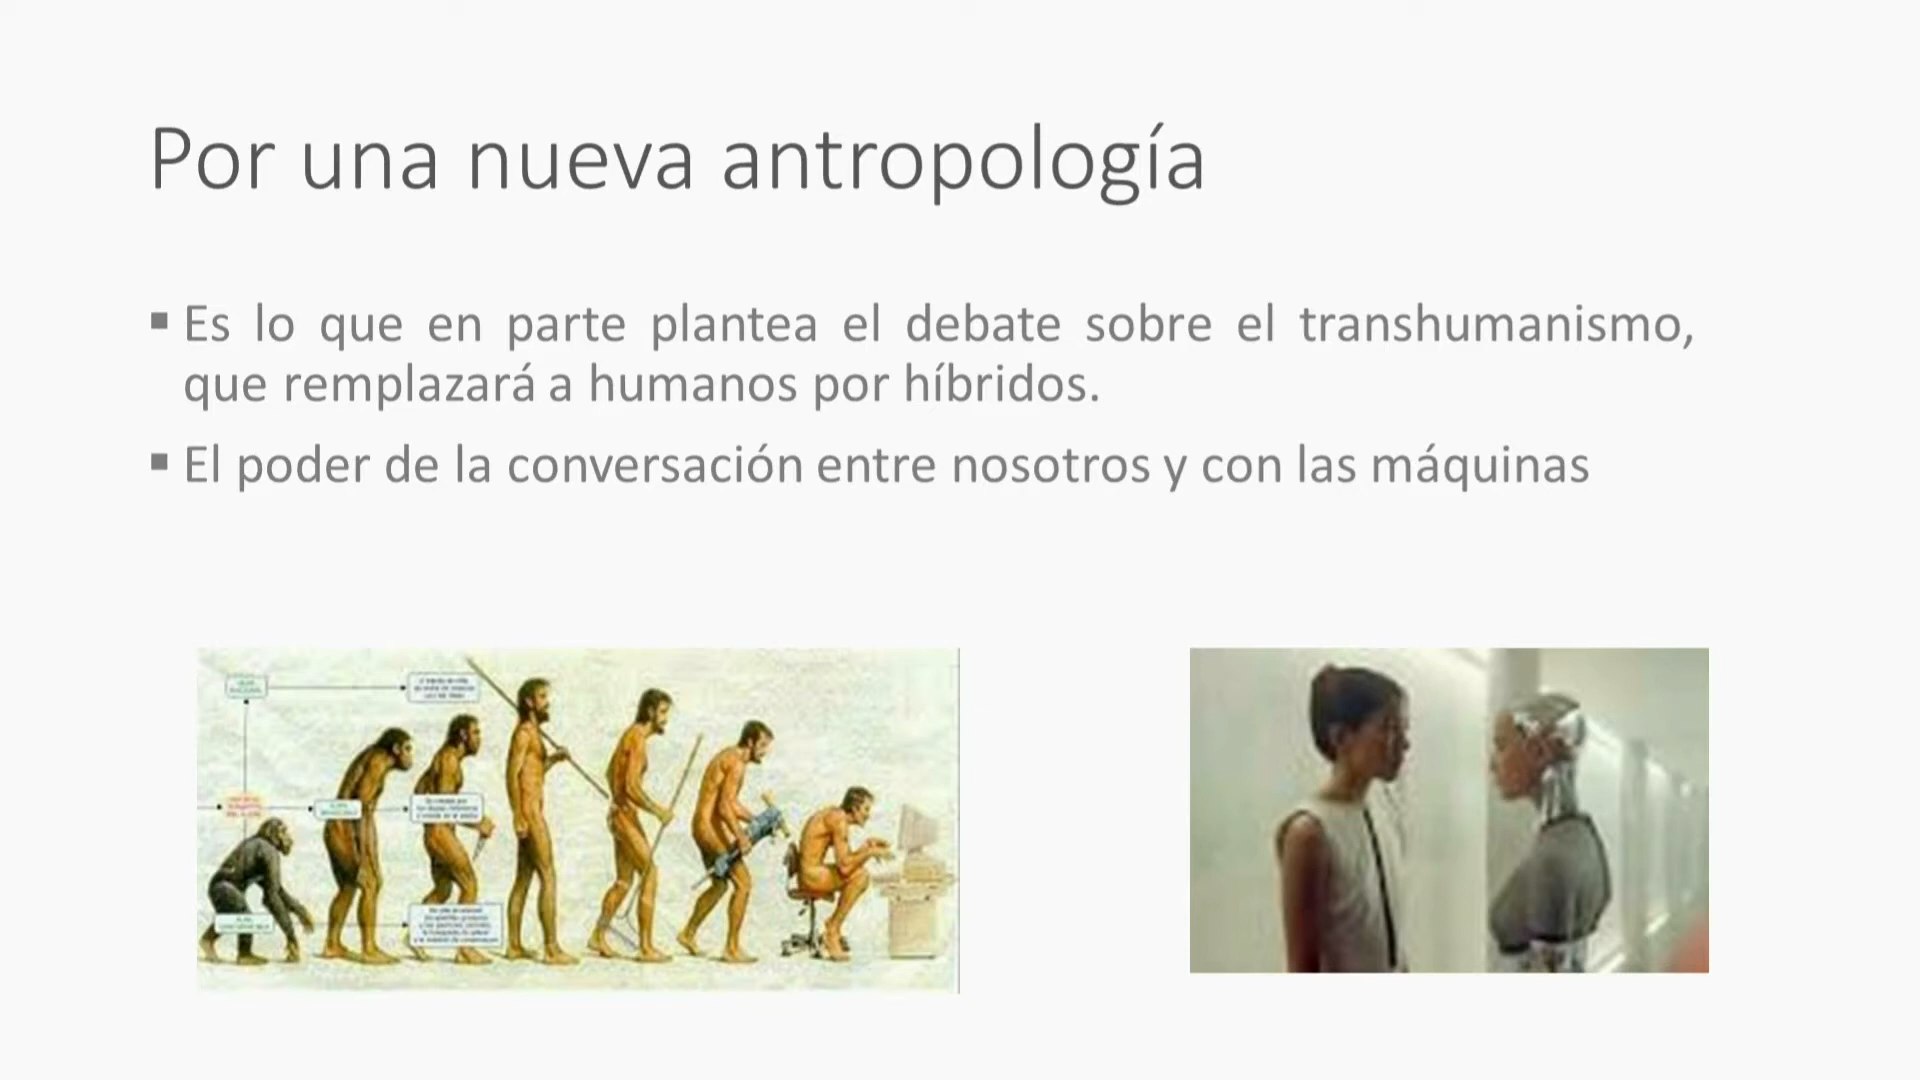 Por una nueva antropología
▪ Es lo que en parte plantea el debate sobre el transhumanismo,
que remplazará a humanos por híbridos.
▪ El poder de la conversación entre nosotros y con las máquinas